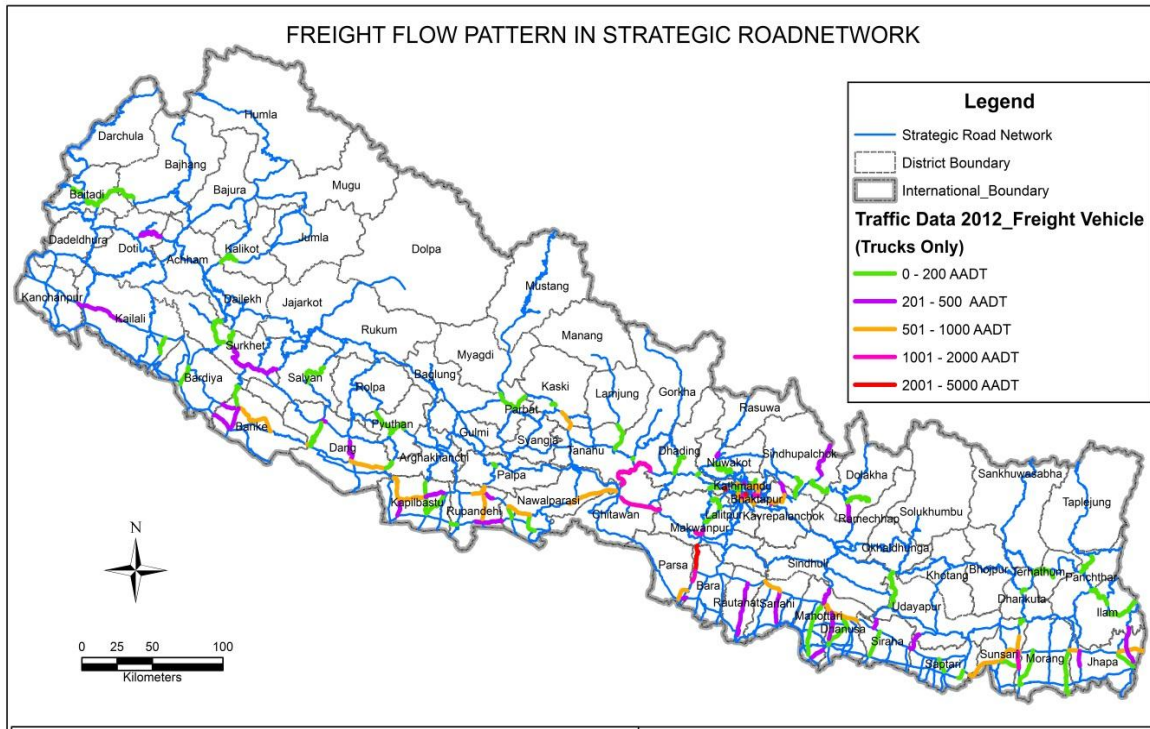 FREIGHT FLOW PATTERN IN STRATEGIC ROADNETWORK
Legend
Strategic Road Network
District Boundary
International_Boundary
Traffic Data 2012_Freight Vehicle
(Trucks Only)
0 - 200 AADT
201 - 500 AADT
501 - 1000 AADT
1001 - 2000 AADT
2001 - 5000 AADT
Humla
Darchula
Bajhang
Mugu
Bajura
Baitadi
Jumla
Dadeldhura
Doti
Kalikot
Dolpa
Achham
Mustang
Kanchanpur
Dailekh
Jajarkot
Kailali
Rukum
Manang
Surkhet
Myagdi
Salyan
Baglung
Kaski
Lamjung
Gorkha
Bardiya
Rolpa
Parbat
Rasuwa
Banke
Pyuthan
Gulmi
Syangja
Tanahu
Dhading
Nuwakot
Sindhupalchok
Dang
Arghakhanchi
Palpa
Dolakha
Sankhuwasabha
Kathmandu
Bhaktapur
Taplejung
Kapilbastu
Rupandehi
Nawalparasi
Chitawan
Lalitpur
Kavrepalanchok
Ramechhap
Solukhumbu
Makwanpur
Okhaldhunga
Parsa
Bara
Sindhuli
Khotang
Bhojpur
Terhathum
Panchthar
Rautahat
Sarlahi
Mahottari
Udayapur
Dhankuta
Ilam
Dhanusa
Siraha
Saptari
Sunsari
Morang
Jhapa
N
0 25 50 100
Kilometers